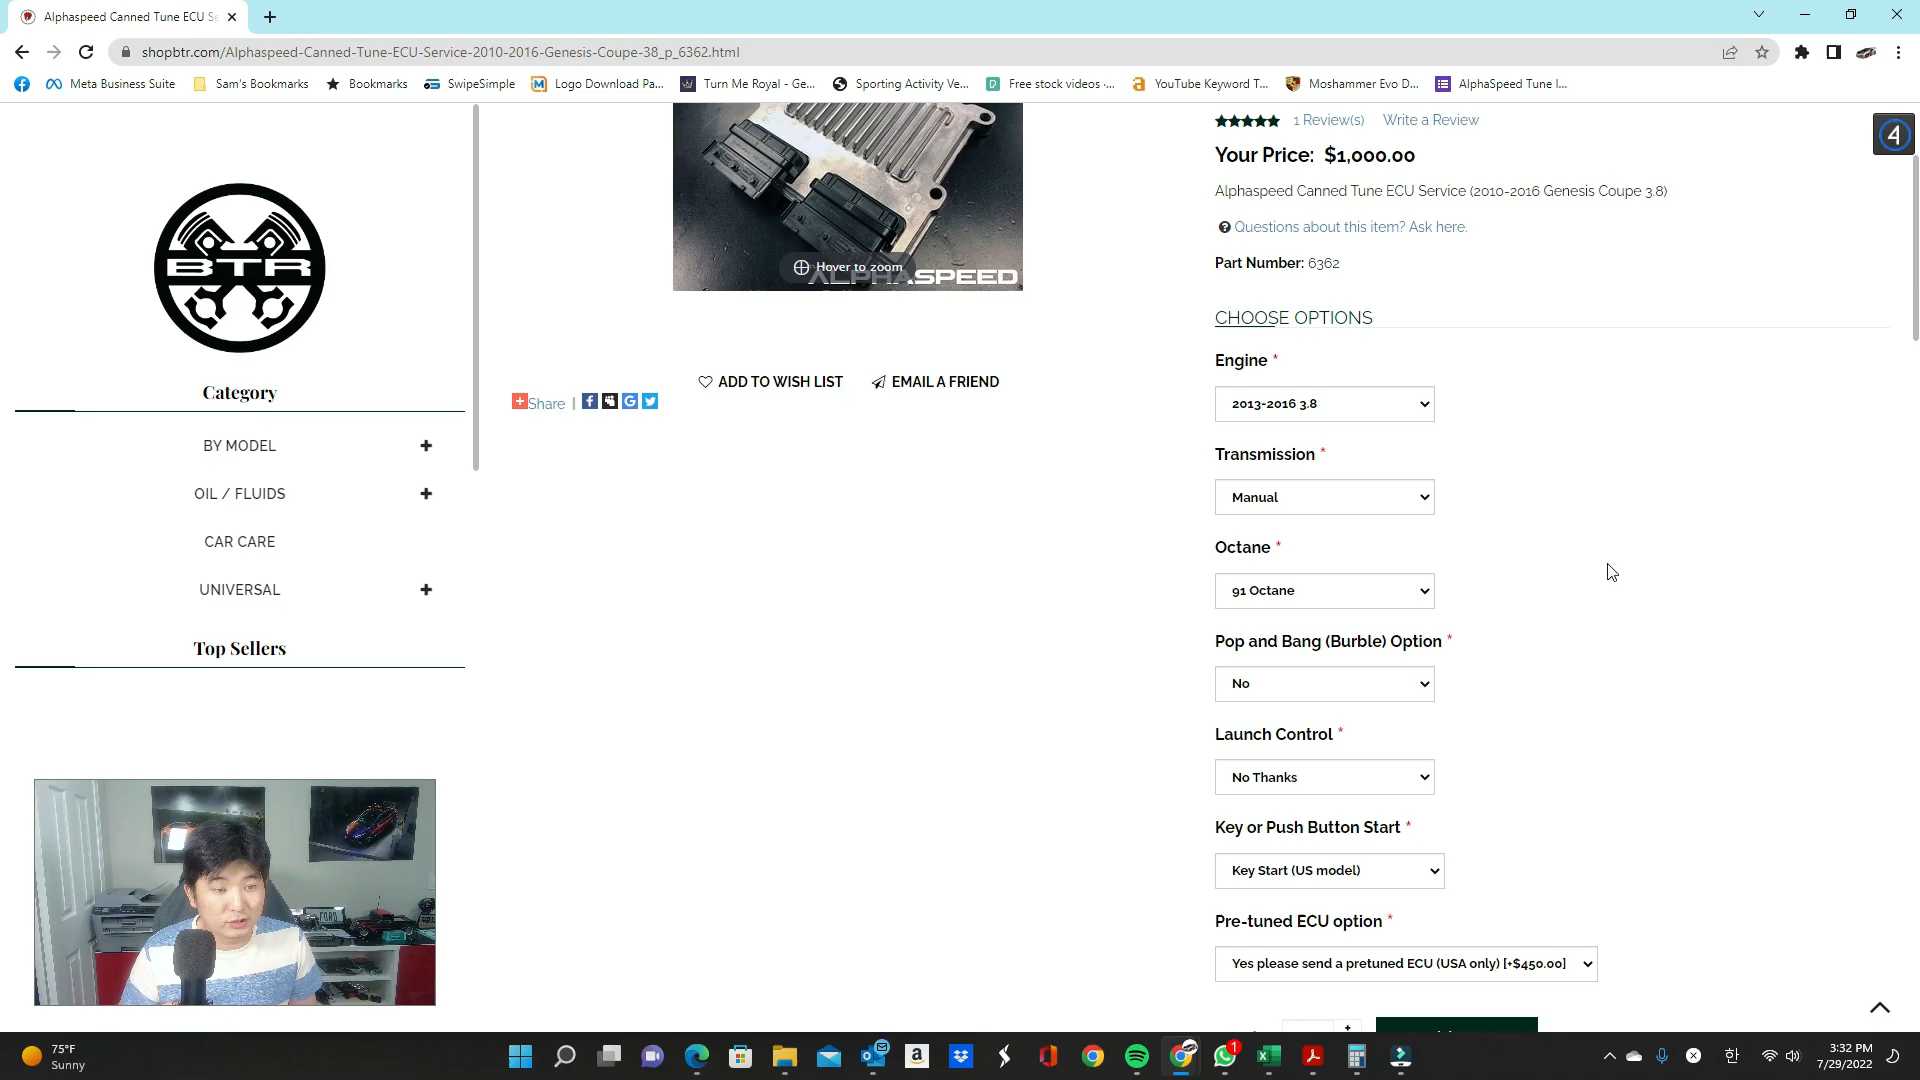 Alphaspeed Canned Tune ECU Se
shopbtr.com/Alphaspeed-Canned-Tune-ECU-Service-2010-2016-Genesis-Coupe-38_p_6362.html
Meta Business Suite
Sam's Bookmarks
Bookmarks
SwipeSimple
Logo Download Pa...
Turn Me Royal - Ge...
Sporting Activity Ve...
Free stock videos -...
YouTube Keyword T...
Moshammer Evo D...
AlphaSpeed Tune I...
BTR
Category
BY MODEL
OIL / FLUIDS
CAR CARE
UNIVERSAL
Top Sellers
Hover to zoom
ALPHASPEED
ADD TO WISH LIST
EMAIL A FRIEND
Share |
1 Review(s)
Write a Review
Your Price: $1,000.00
Alphaspeed Canned Tune ECU Service (2010-2016 Genesis Coupe 3.8)
Questions about this item? Ask here.
Part Number: 6362
CHOOSE OPTIONS
Engine *
2013-2016 3.8
Transmission *
Manual
Octane *
91 Octane
Pop and Bang (Burble) Option *
No
Launch Control *
No Thanks
Key or Push Button Start *
Key Start (US model)
Pre-tuned ECU option *
Yes please send a pretuned ECU (USA only) [+$450.00]
4
75°F
Sunny
1
한
3:32 PM
7/29/2022